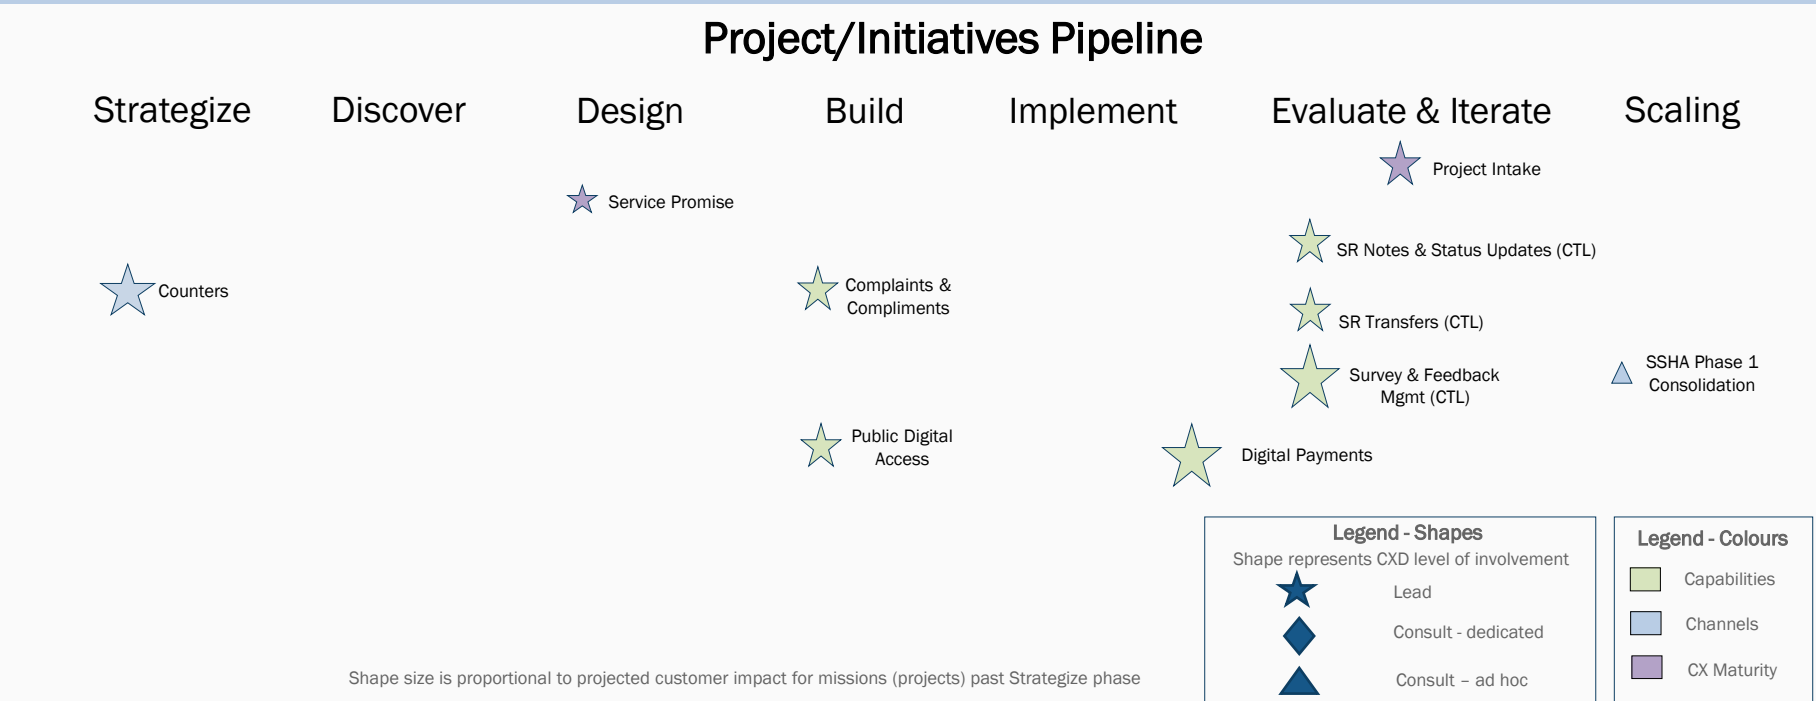 Project/Initiatives Pipeline
Strategize
Discover
Design
Build
Implement
Evaluate & Iterate
Scaling
Project Intake
Service Promise
SR Notes & Status Updates (CTL)
Counters
Complaints &
Compliments
SR Transfers (CTL)
Survey & Feedback
Mgmt (CTL)
SSHA Phase 1
Consolidation
Public Digital
Access
Digital Payments
Legend - Shapes
Shape represents CXD level of involvement
Lead
Consult - dedicated
Consult – ad hoc
Legend - Colours
Capabilities
Channels
CX Maturity
Shape size is proportional to projected customer impact for missions (projects) past Strategize phase